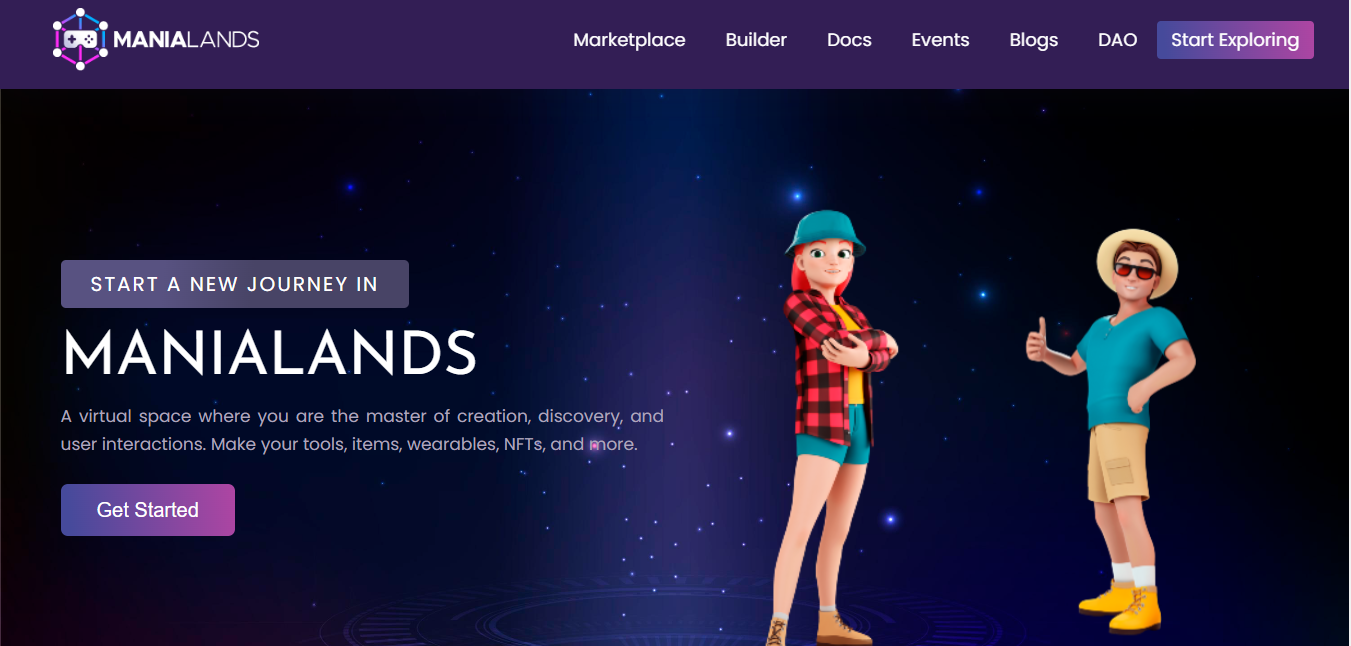 MANIALANDS
Marketplace
Builder
Docs
Events
Blogs
DAO
Start Exploring
START A NEW JOURNEY IN
MANIALANDS
A virtual space where you are the master of creation, discovery, and
user interactions. Make your tools, items, wearables, NFTs, and more.
Get Started